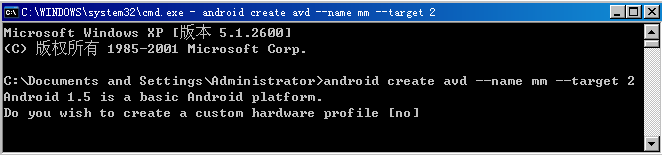 C:\WINDOWS\system32\cmd.exe - android create avd --name mm --target 2
Microsoft Windows XP [版本 5.1.2600]
(C) 版权所有 1985-2001 Microsoft Corp.
C:\Documents and Settings\Administrator>android create avd --name mm --target 2
Android 1.5 is a basic Android platform.
Do you wish to create a custom hardware profile [no]